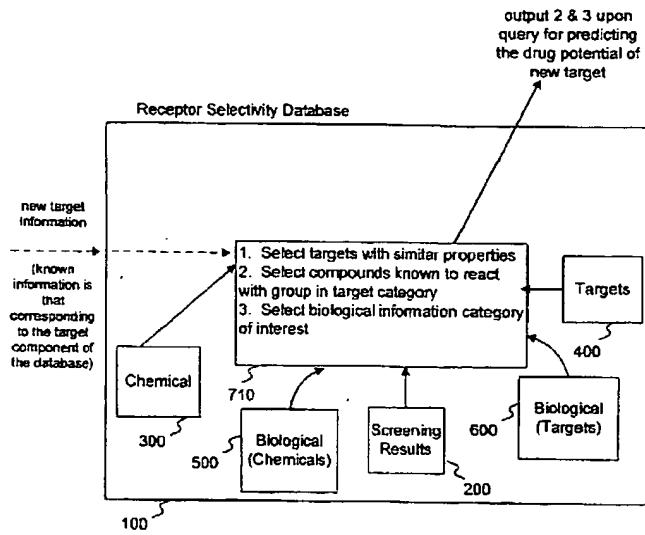 output 2 & 3 upon
query for predicting
the drug potential of
new target
Receptor Selectivity Database
new target
information
(known
information is
that
corresponding
to the target
component of
the database)
1. Select targets with similar properties
2. Select compounds known to react
with group in target category
3. Select biological information category
of interest
Targets
400
Chemical
300
710
500
Biological
(Chemicals)
Screening
Results
200
600
Biological
(Targets)
100